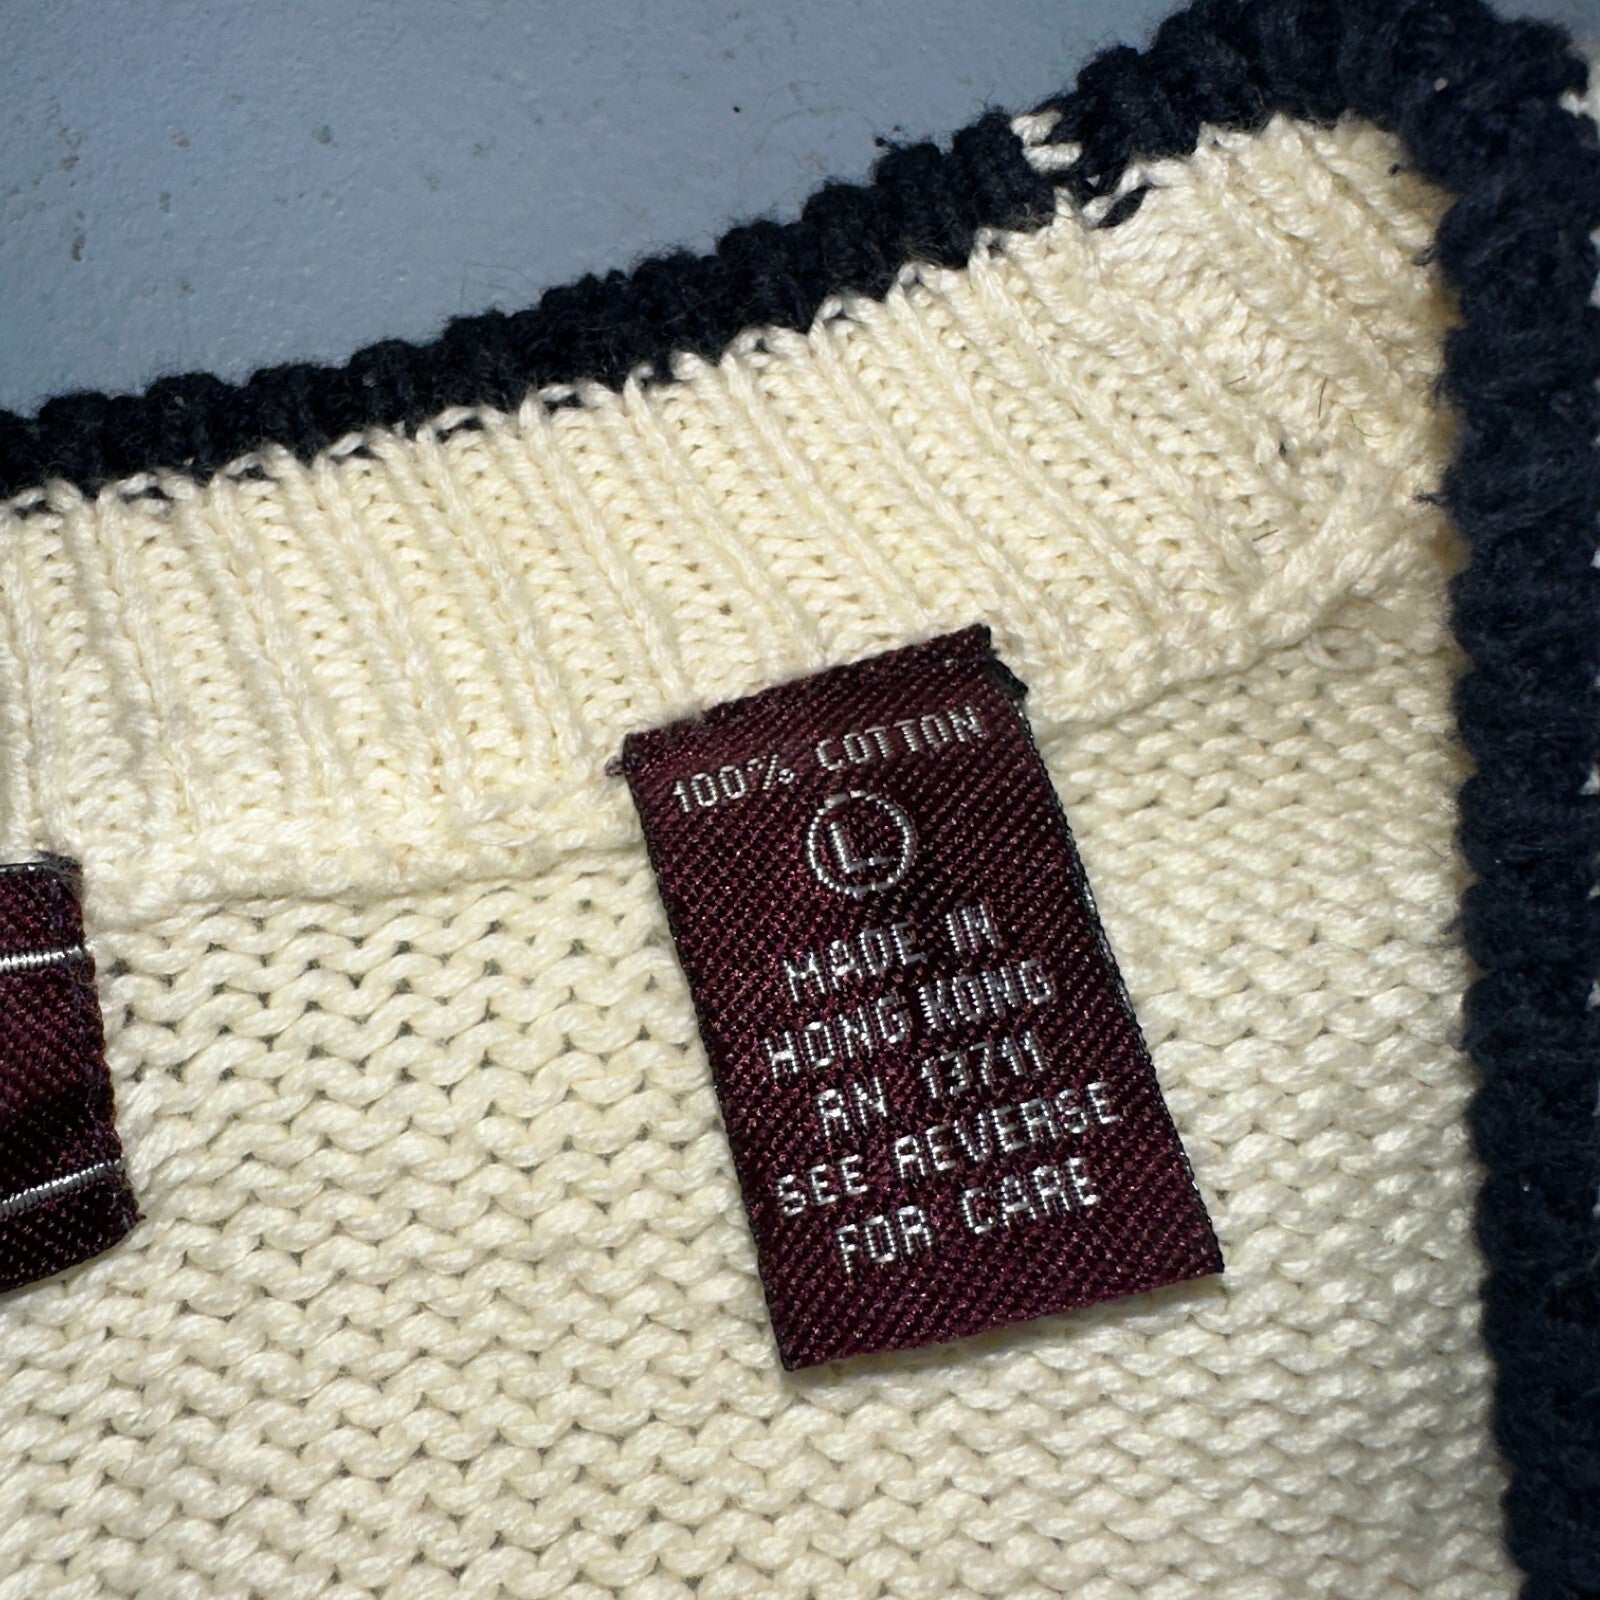 100% COTTON
L
MADE IN
HONG KONG
RN 13711
SEE REVERSE
FOR CARE